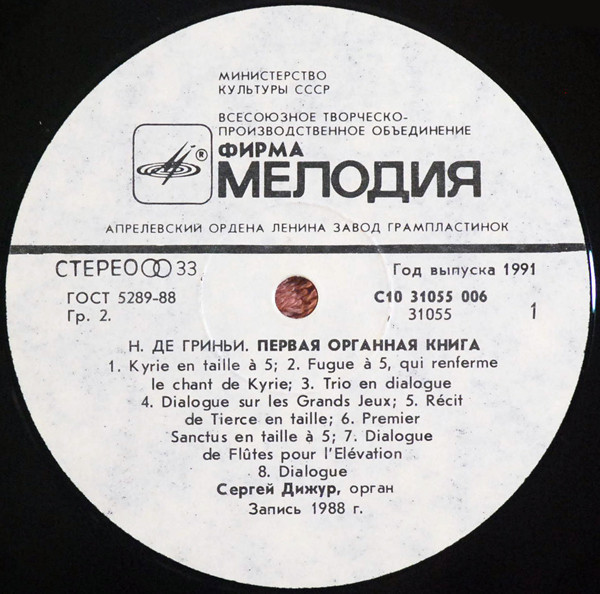 МИНИСТЕРСТВО
КУЛЬТУРЫ СССР
ВСЕСОЮЗНОЕ ТВОРЧЕСКО-
ПРОИЗВОДСТВЕННОЕ ОБЪЕДИНЕНИЕ
ФИРМА
® МЕЛОДИЯ
АПРЕЛЕВСКИЙ ОРДЕНА ЛЕНИНА ЗАВОД ГРАМПЛАСТИНОК
СТЕРЕО 33
Год выпуска 1991
ГОСТ 5289-88
С10 31055 006
Гр. 2.
31055
1
Н. ДЕ ГРИНЬИ. ПЕРВАЯ ОРГАННАЯ КНИГА
1. Kyrie en taille à 5; 2. Fugue à 5, qui renferme
le chant de Kyrie; 3. Trio en dialogue
4. Dialogue sur les Grands Jeux; 5. Récit
de Tierce en taille; 6. Premier
Sanctus en taille à 5; 7. Dialogue
de Flûtes pour l'Elévation
8. Dialogue
Сергей Дижур, орган
Запись 1988 г.